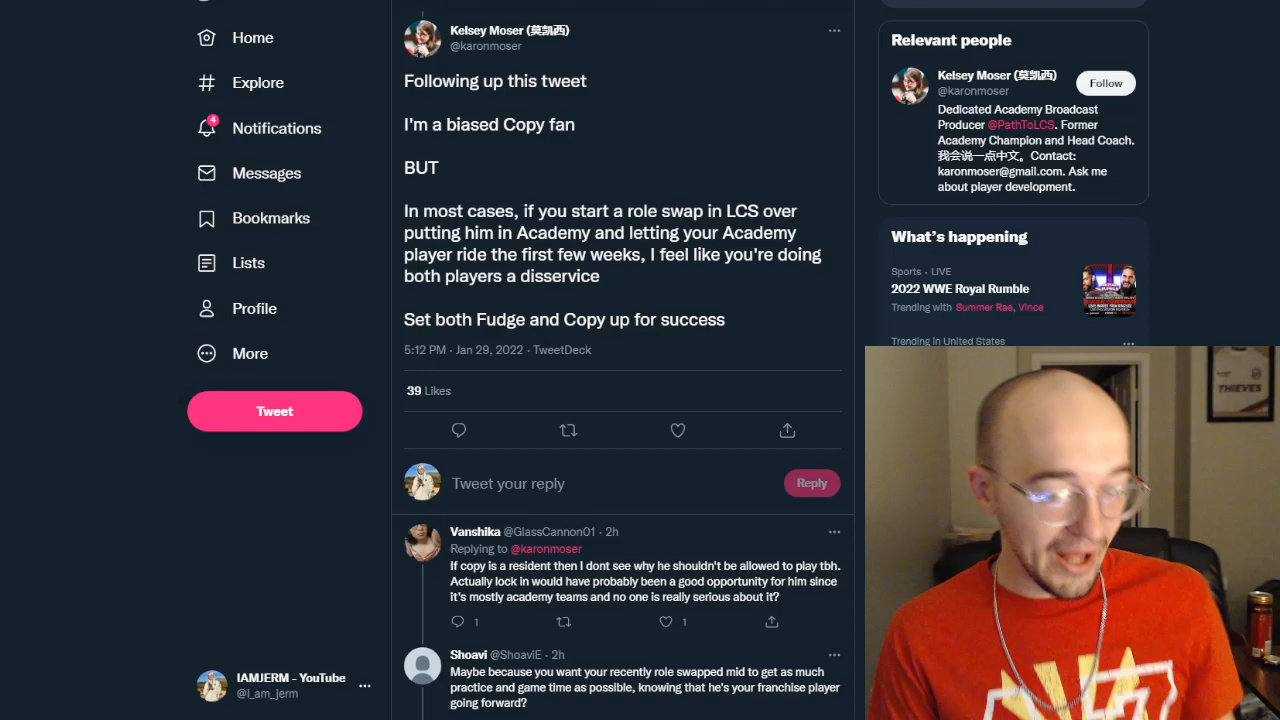 Home
Explore
4
Notifications
Messages
Bookmarks
Lists
Profile
More
Tweet
IAMJERM - YouTube
@I_am_jerm
Kelsey Moser (莫凯西)
@karonmoser
Following up this tweet
I'm a biased Copy fan
BUT
In most cases, if you start a role swap in LCS over
putting him in Academy and letting your Academy
player ride the first few weeks, I feel like you're doing
both players a disservice
Set both Fudge and Copy up for success
5:12 PM · Jan 29, 2022 · TweetDeck
39 Likes
Tweet your reply
Reply
Vanshika @GlassCannon01 · 2h
Replying to @karonmoser
If copy is a resident then I dont see why he shouldn't be allowed to play tbh.
Actually lock in would have probably been a good opportunity for him since
it's mostly academy teams and no one is really serious about it?
1
1
Shoavi @ShoaviE · 2h
Maybe because you want your recently role swapped mid to get as much
practice and game time as possible, knowing that he's your franchise player
going forward?
Relevant people
Kelsey Moser (莫凯西)
@karonmoser
Follow
Dedicated Academy Broadcast
Producer @PathToLCS. Former
Academy Champion and Head Coach.
我会说一点中文。Contact:
karonmoser@gmail.com. Ask me
about player development.
What's happening
Sports · LIVE
2022 WWE Royal Rumble
Trending with Summer Rae, Vince
Trending in United States
THIEVES